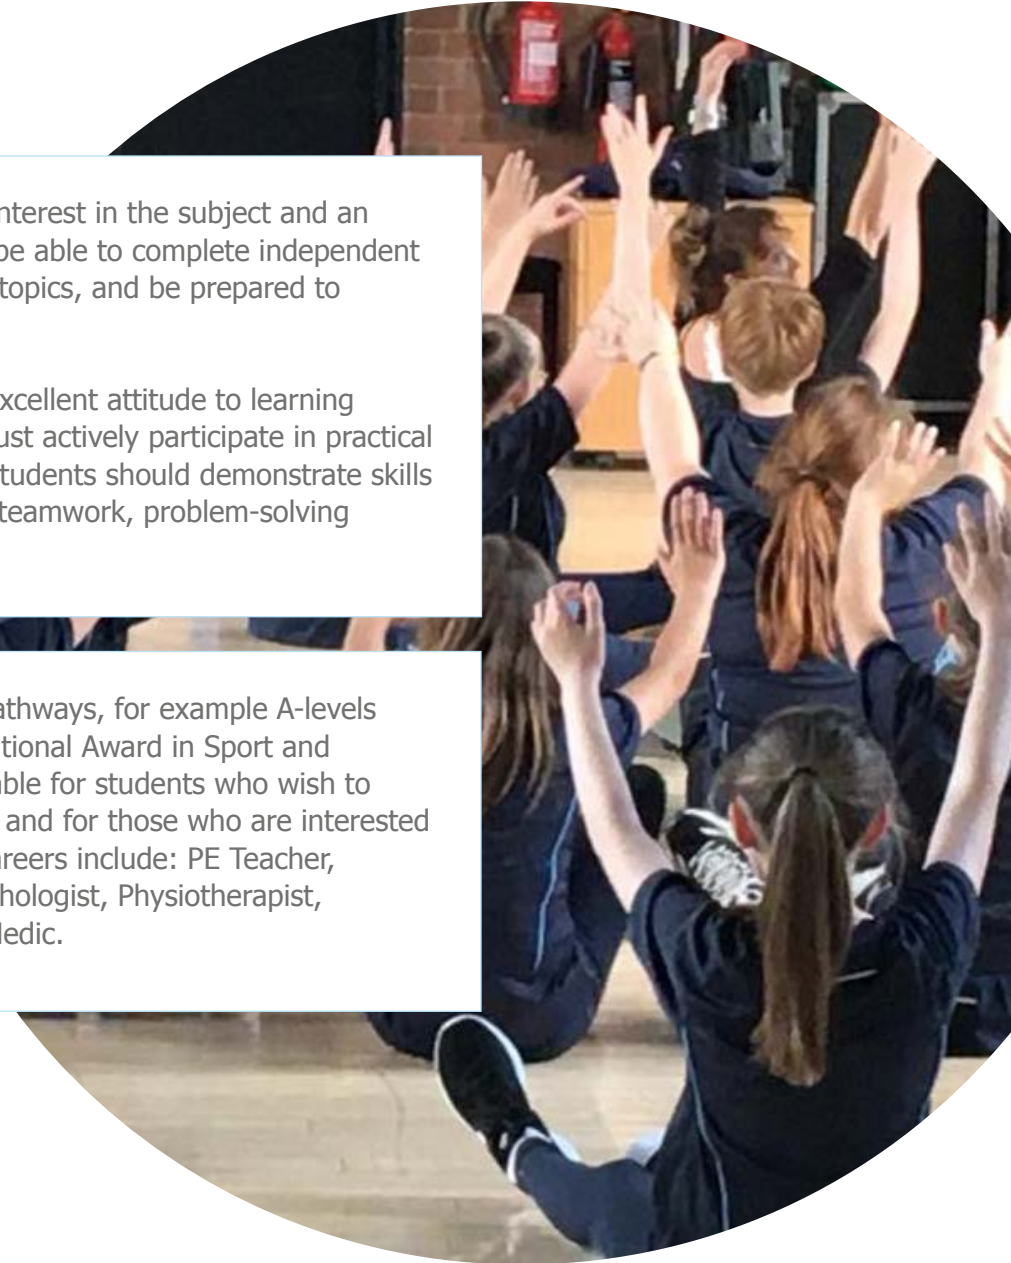 nterest in the subject and an
be able to complete independent
topics, and be prepared to
xcellent attitude to learning
ust actively participate in practical
tudents should demonstrate skills
teamwork, problem-solving
athways, for example A-levels
tional Award in Sport and
able for students who wish to
and for those who are interested
areers include: PE Teacher,
hologist, Physiotherapist,
edic.